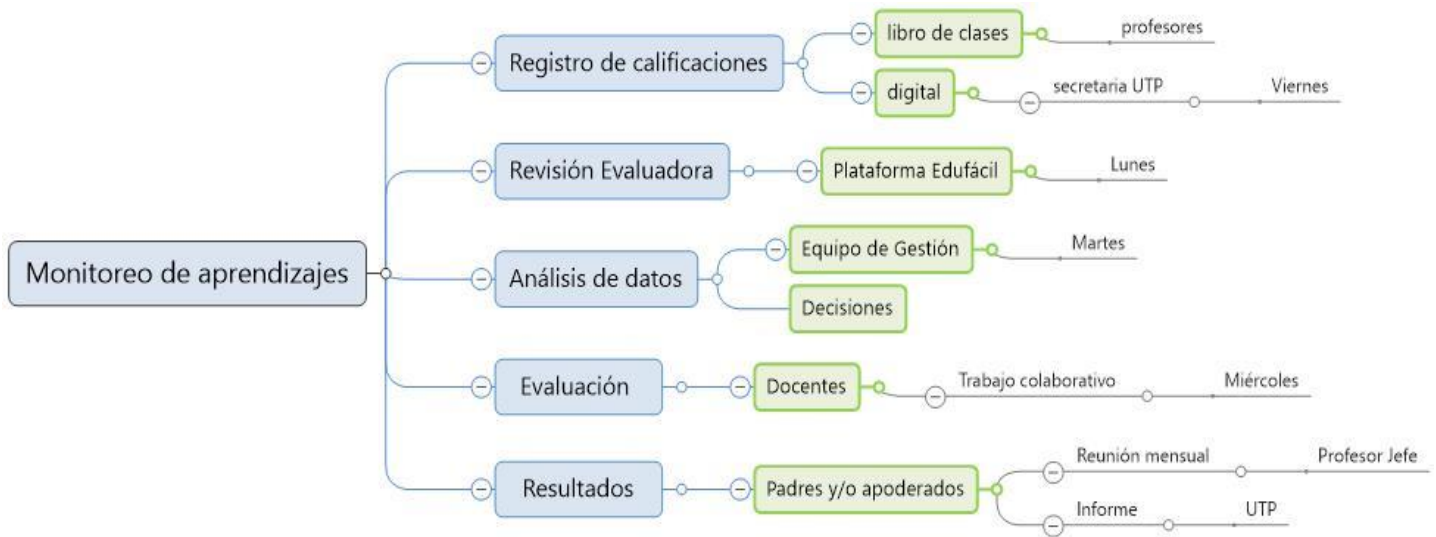 Monitoreo de aprendizajes
Registro de calificaciones
libro de clases
profesores
digital
secretaria UTP
Viernes
Revisión Evaluadora
Plataforma Edufácil
Lunes
Análisis de datos
Equipo de Gestión
Martes
Decisiones
Evaluación
Docentes
Trabajo colaborativo
Miércoles
Resultados
Padres y/o apoderados
Reunión mensual
Profesor Jefe
Informe
UTP